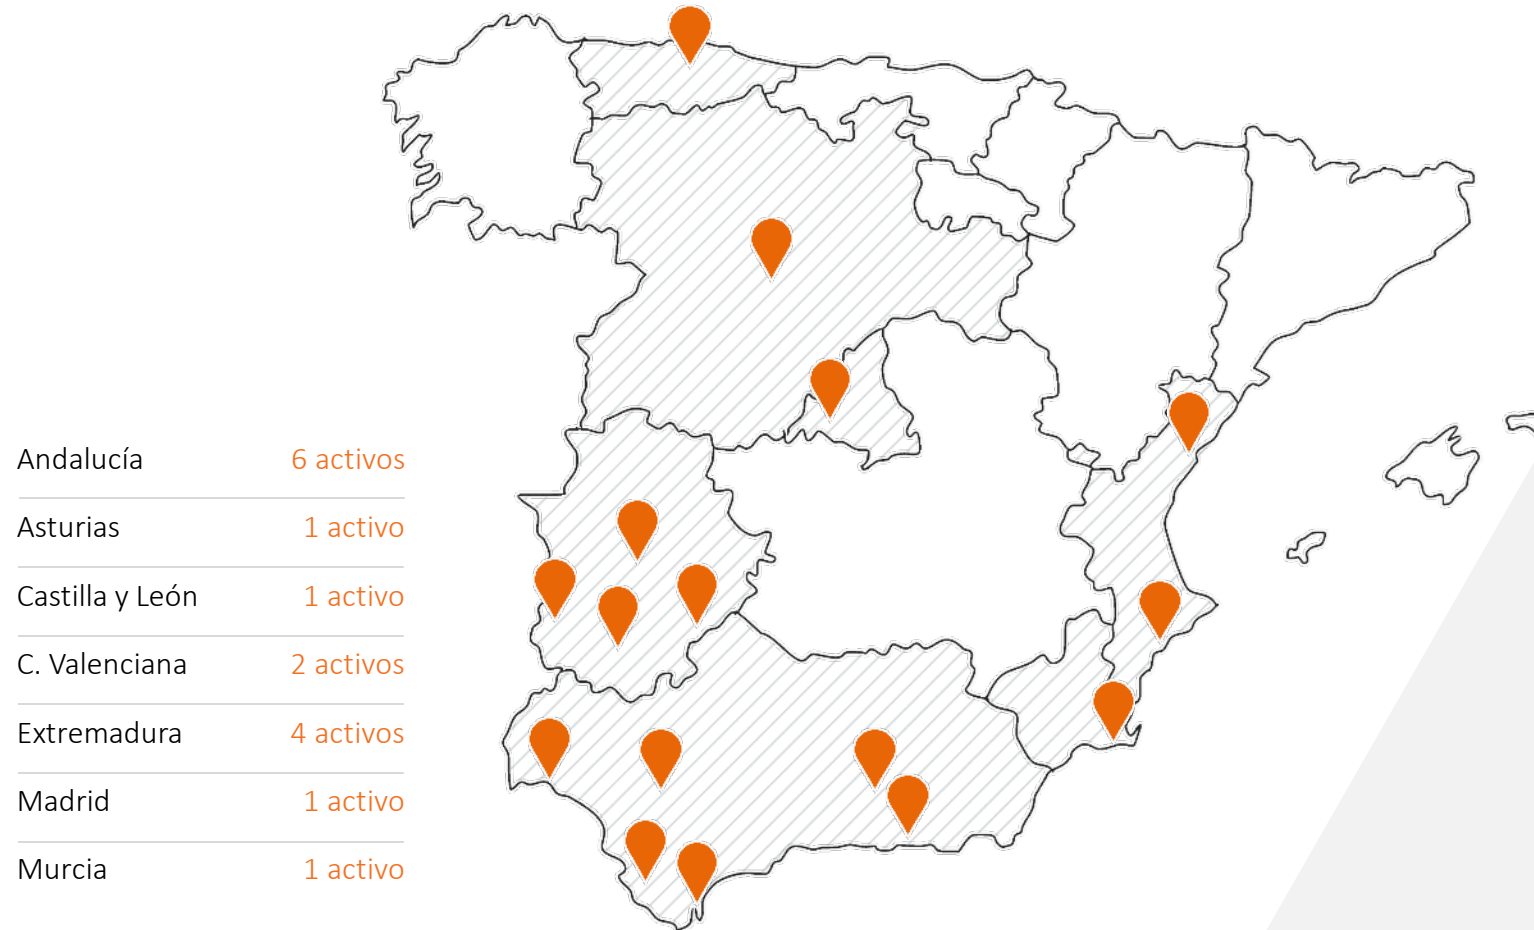 Andalucía 6 activos
Asturias 1 activo
Castilla y León 1 activo
C. Valenciana 2 activos
Extremadura 4 activos
Madrid 1 activo
Murcia 1 activo